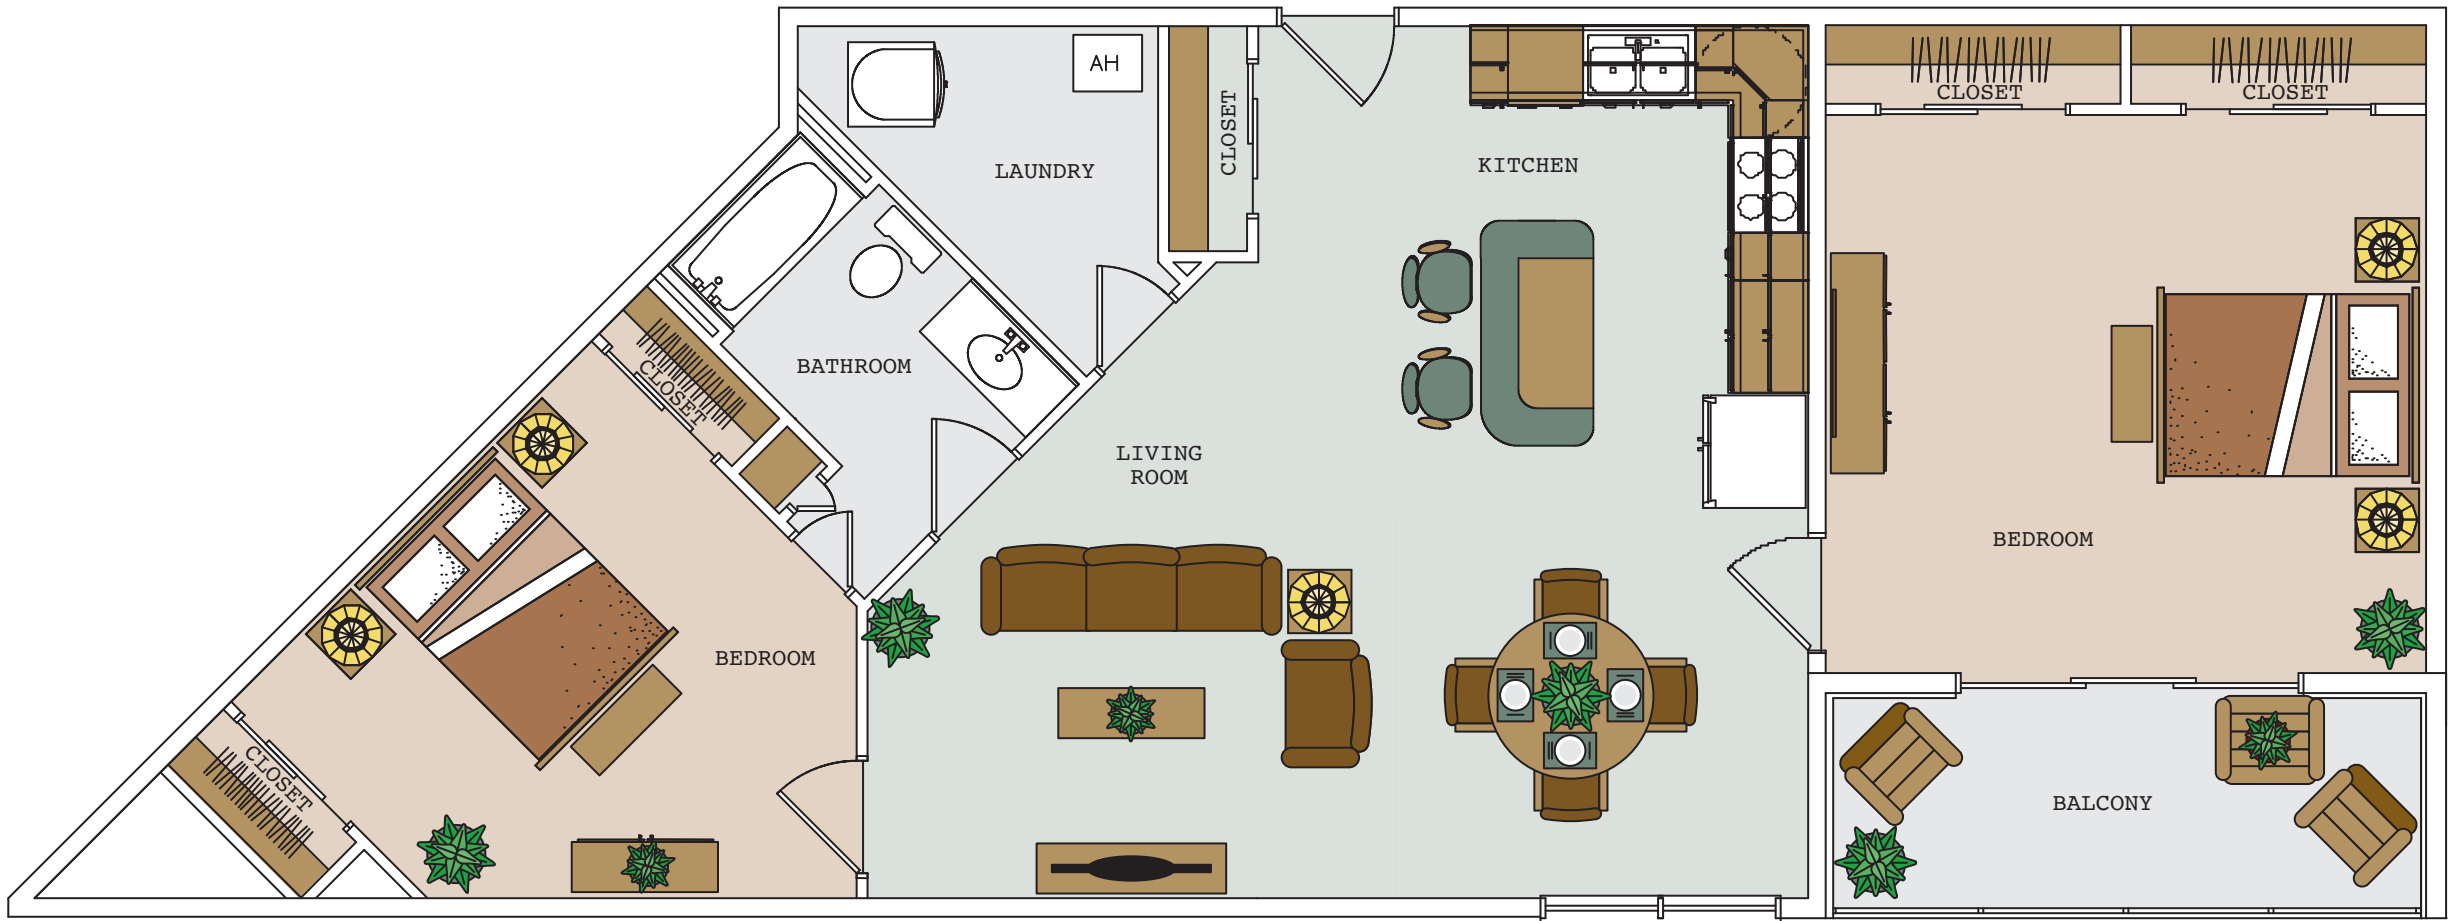 AH
CLOSET
CLOSET
CLOSET
LAUNDRY
KITCHEN
BATHROOM
CLOSET
LIVING
ROOM
BEDROOM
BEDROOM
CLOSET
BALCONY